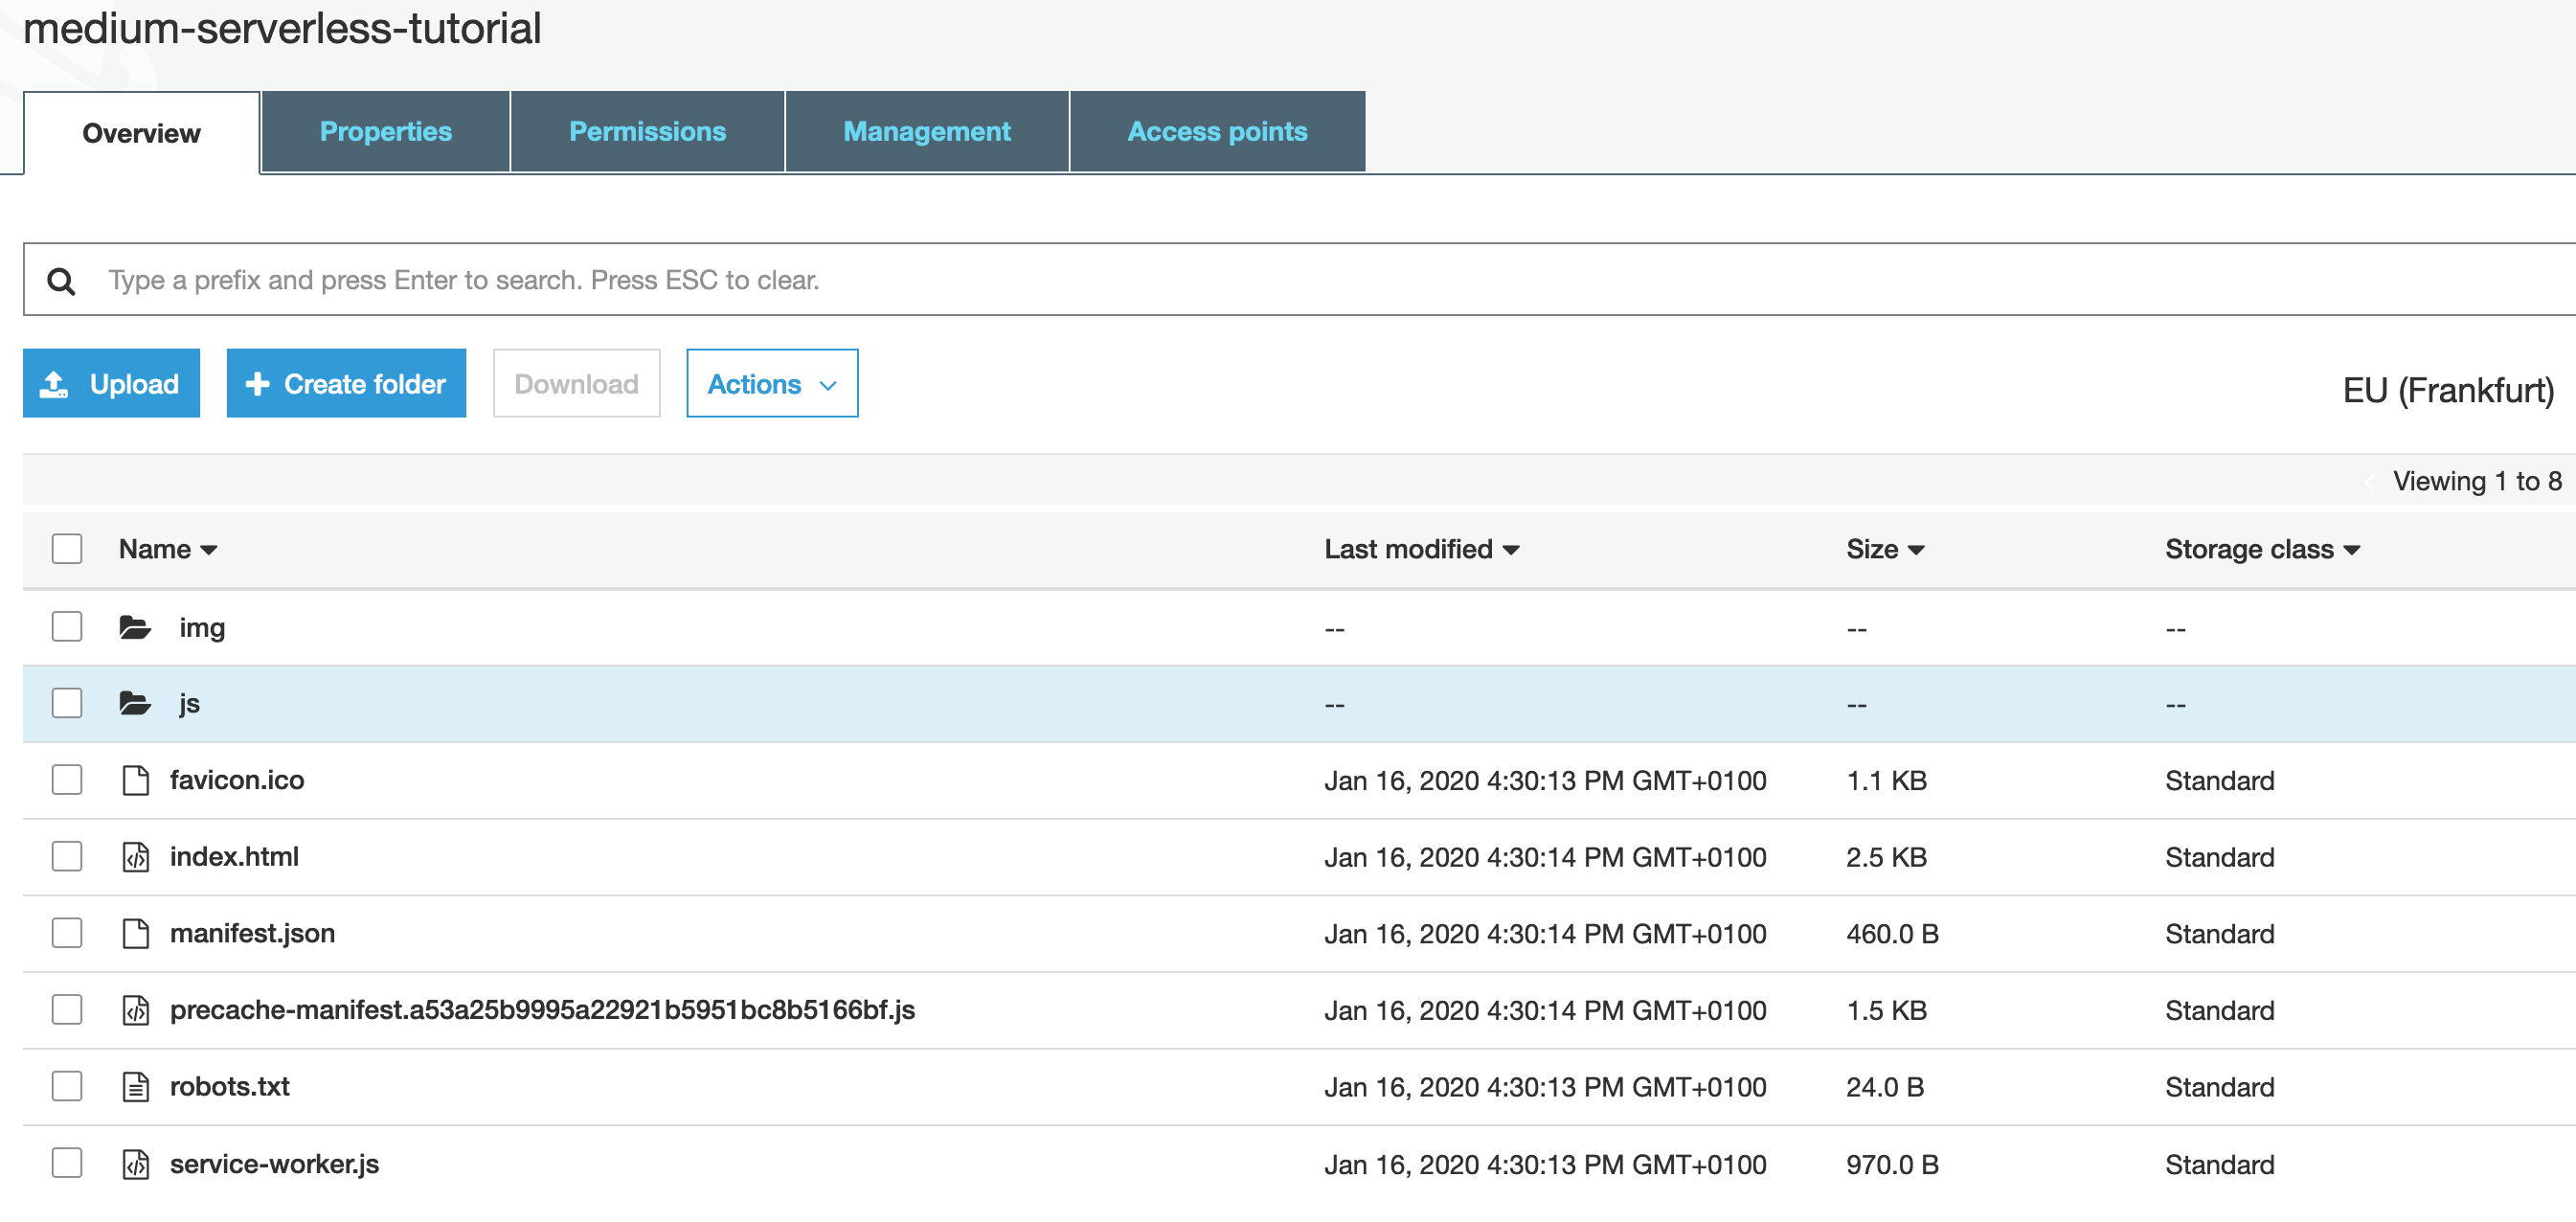 medium-serverless-tutorial
Overview Properties Permissions Management Access points
Type a prefix and press Enter to search. Press ESC to clear.
Upload Create folder Download Actions EU (Frankfurt)
Viewing 1 to 8
Name Last modified Size Storage class
img -- -- --
js -- -- --
favicon.ico Jan 16, 2020 4:30:13 PM GMT+0100 1.1 KB Standard
index.html Jan 16, 2020 4:30:14 PM GMT+0100 2.5 KB Standard
manifest.json Jan 16, 2020 4:30:14 PM GMT+0100 460.0 B Standard
precache-manifest.a53a25b9995a22921b5951bc8b5166bf.js Jan 16, 2020 4:30:14 PM GMT+0100 1.5 KB Standard
robots.txt Jan 16, 2020 4:30:13 PM GMT+0100 24.0 B Standard
service-worker.js Jan 16, 2020 4:30:13 PM GMT+0100 970.0 B Standard